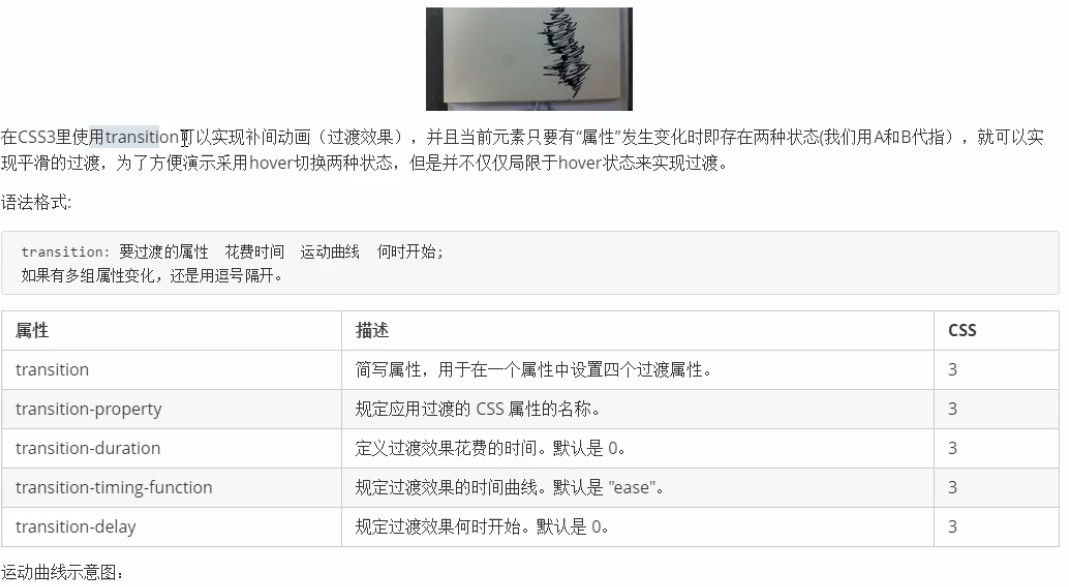 在CSS3里使用transition可以实现补间动画（过渡效果），并且当前元素只要有“属性”发生变化时即存在两种状态(我们用A和B代指），就可以实
现平滑的过渡，为了方便演示采用hover切换两种状态，但是并不仅仅局限于hover状态来实现过渡。
语法格式:
transition: 要过渡的属性 花费时间 运动曲线 何时开始;
如果有多组属性变化，还是用逗号隔开。
属性 描述 CSS
transition 简写属性，用于在一个属性中设置四个过渡属性。 3
transition-property 规定应用过渡的 CSS 属性的名称。 3
transition-duration 定义过渡效果花费的时间。默认是 0。 3
transition-timing-function 规定过渡效果的时间曲线。默认是 "ease"。 3
transition-delay 规定过渡效果何时开始。默认是 0。 3
运动曲线示意图：